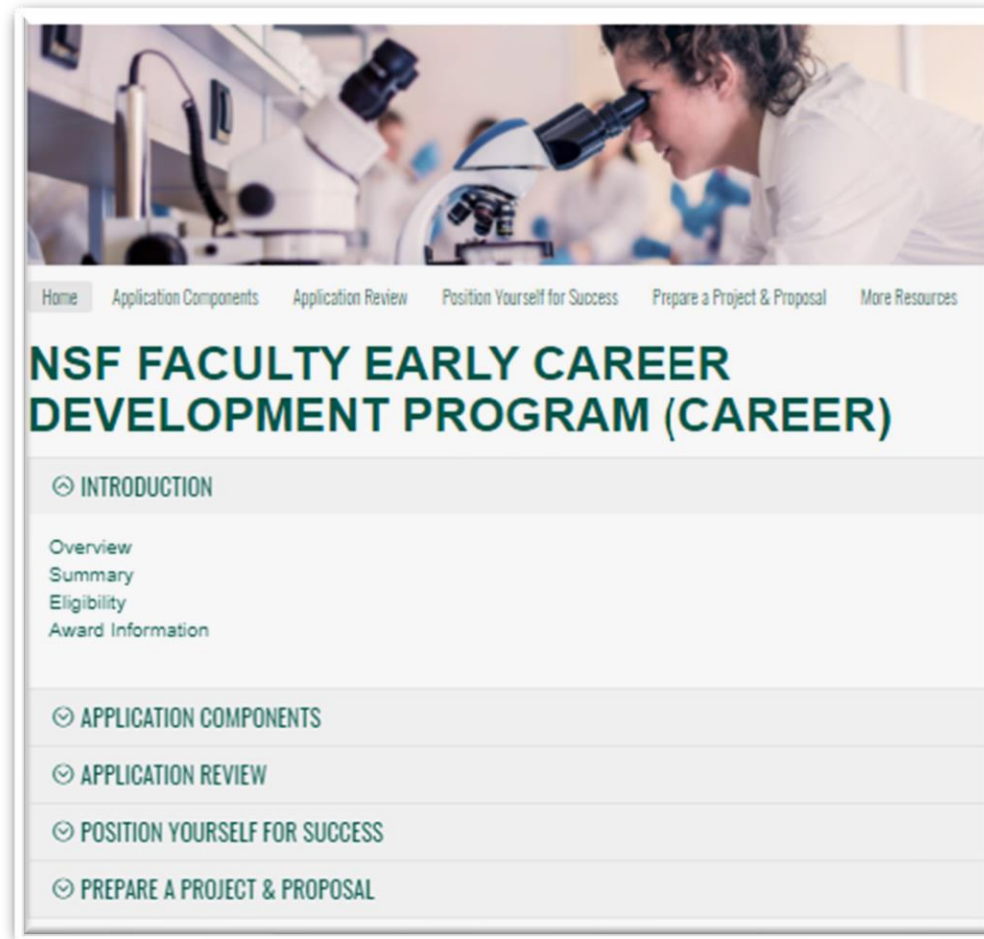 Home Application Components Application Review Position Yourself for Success Prepare a Project & Proposal More Resources
NSF FACULTY EARLY CAREER
DEVELOPMENT PROGRAM (CAREER)
INTRODUCTION
Overview
Summary
Eligibility
Award Information
APPLICATION COMPONENTS
APPLICATION REVIEW
POSITION YOURSELF FOR SUCCESS
PREPARE A PROJECT & PROPOSAL